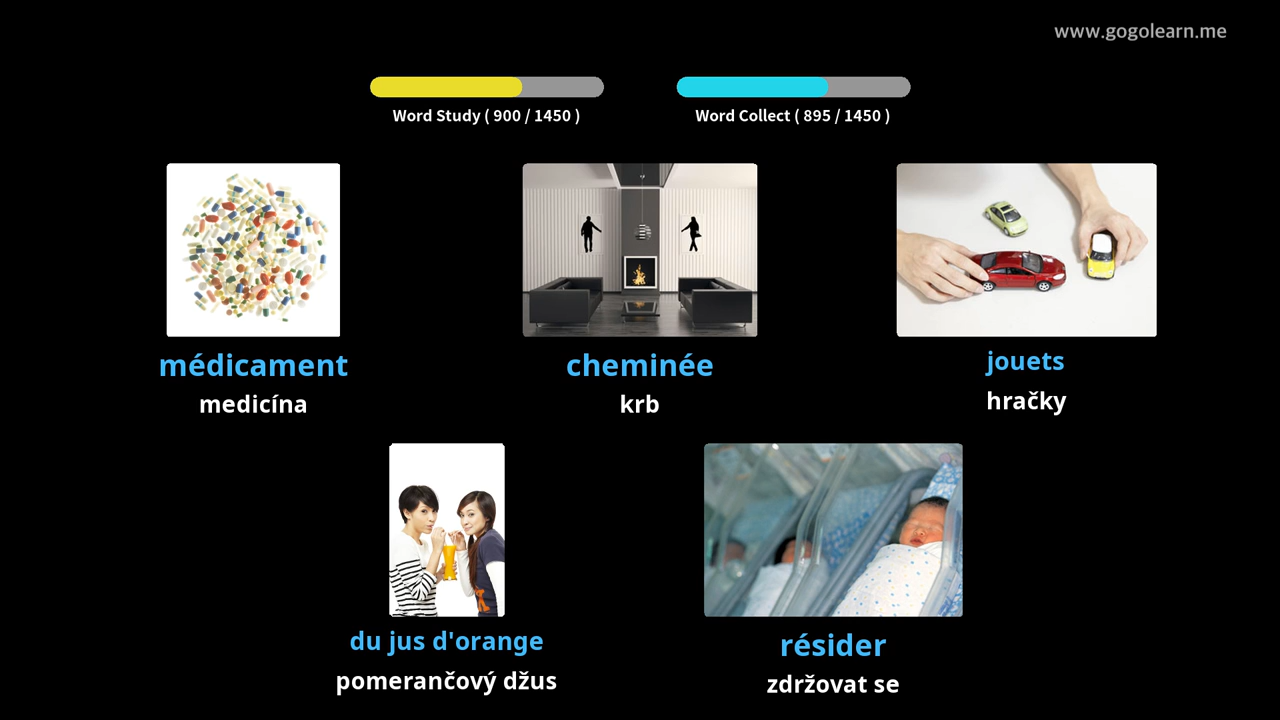 www.gogolearn.me
Word Study ( 900 / 1450 )
Word Collect ( 895 / 1450 )
médicament
medicína
cheminée
krb
jouets
hračky
du jus d'orange
pomerančový džus
résider
zdržovat se